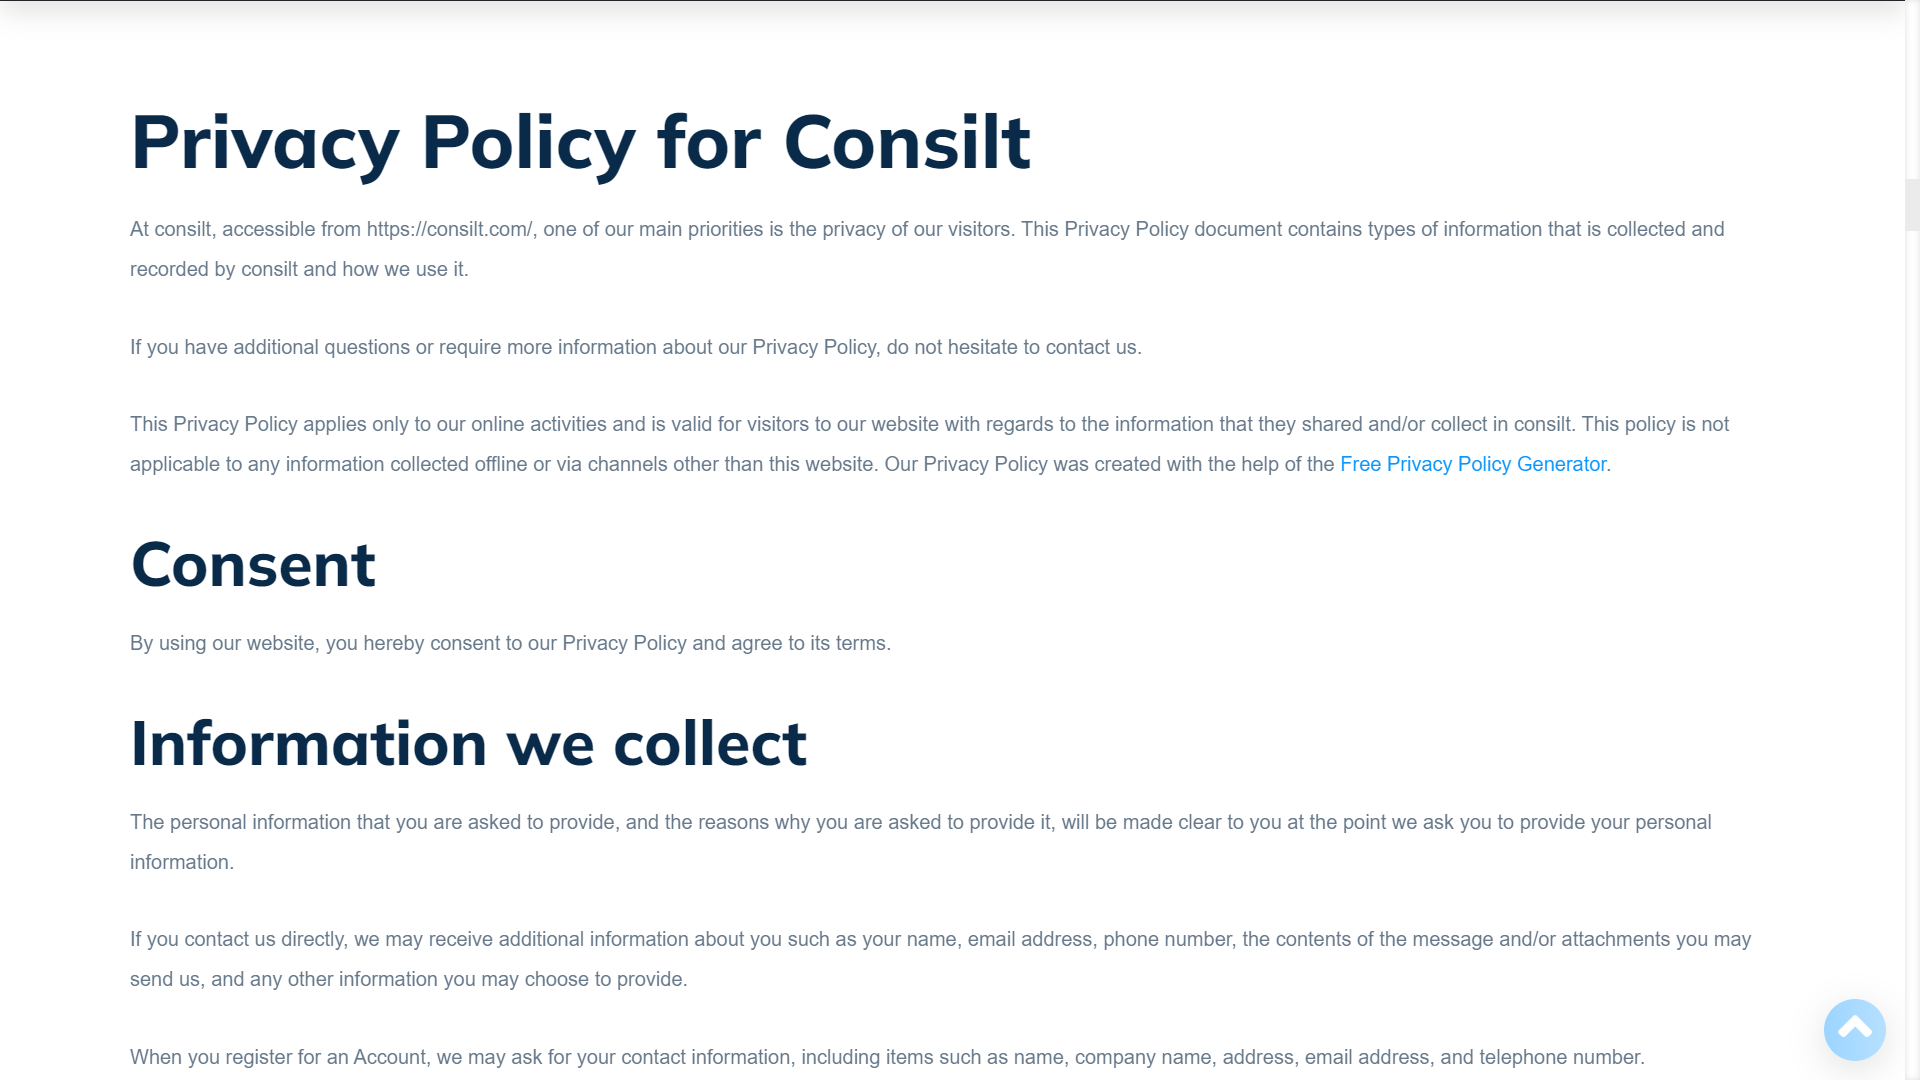 Privacy Policy for Consilt
At consilt, accessible from https://consilt.com/, one of our main priorities is the privacy of our visitors. This Privacy Policy document contains types of information that is collected and
recorded by consilt and how we use it.
If you have additional questions or require more information about our Privacy Policy, do not hesitate to contact us.
This Privacy Policy applies only to our online activities and is valid for visitors to our website with regards to the information that they shared and/or collect in consilt. This policy is not
applicable to any information collected offline or via channels other than this website. Our Privacy Policy was created with the help of the Free Privacy Policy Generator.
Consent
By using our website, you hereby consent to our Privacy Policy and agree to its terms.
Information we collect
The personal information that you are asked to provide, and the reasons why you are asked to provide it, will be made clear to you at the point we ask you to provide your personal
information.
If you contact us directly, we may receive additional information about you such as your name, email address, phone number, the contents of the message and/or attachments you may
send us, and any other information you may choose to provide.
When you register for an Account, we may ask for your contact information, including items such as name, company name, address, email address, and telephone number.